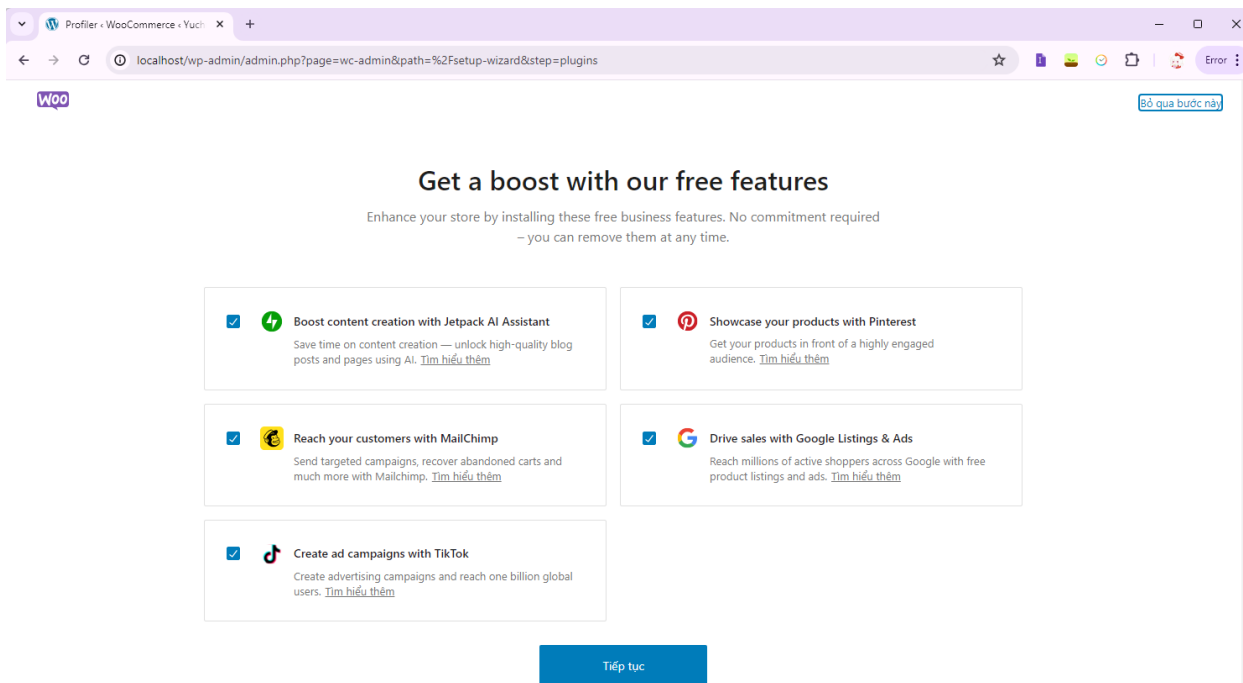 Profiler ‹ WooCommerce ‹ Yuch
localhost/wp-admin/admin.php?page=wc-admin&path=%2Fsetup-wizard&step=plugins
Error
Woo
Bỏ qua bước này
Get a boost with our free features
Enhance your store by installing these free business features. No commitment required
– you can remove them at any time.
Boost content creation with Jetpack AI Assistant
Save time on content creation — unlock high-quality blog
posts and pages using AI. Tìm hiểu thêm
Showcase your products with Pinterest
Get your products in front of a highly engaged
audience. Tìm hiểu thêm
Reach your customers with MailChimp
Send targeted campaigns, recover abandoned carts and
much more with Mailchimp. Tìm hiểu thêm
Drive sales with Google Listings & Ads
Reach millions of active shoppers across Google with free
product listings and ads. Tìm hiểu thêm
Create ad campaigns with TikTok
Create advertising campaigns and reach one billion global
users. Tìm hiểu thêm
Tiếp tục